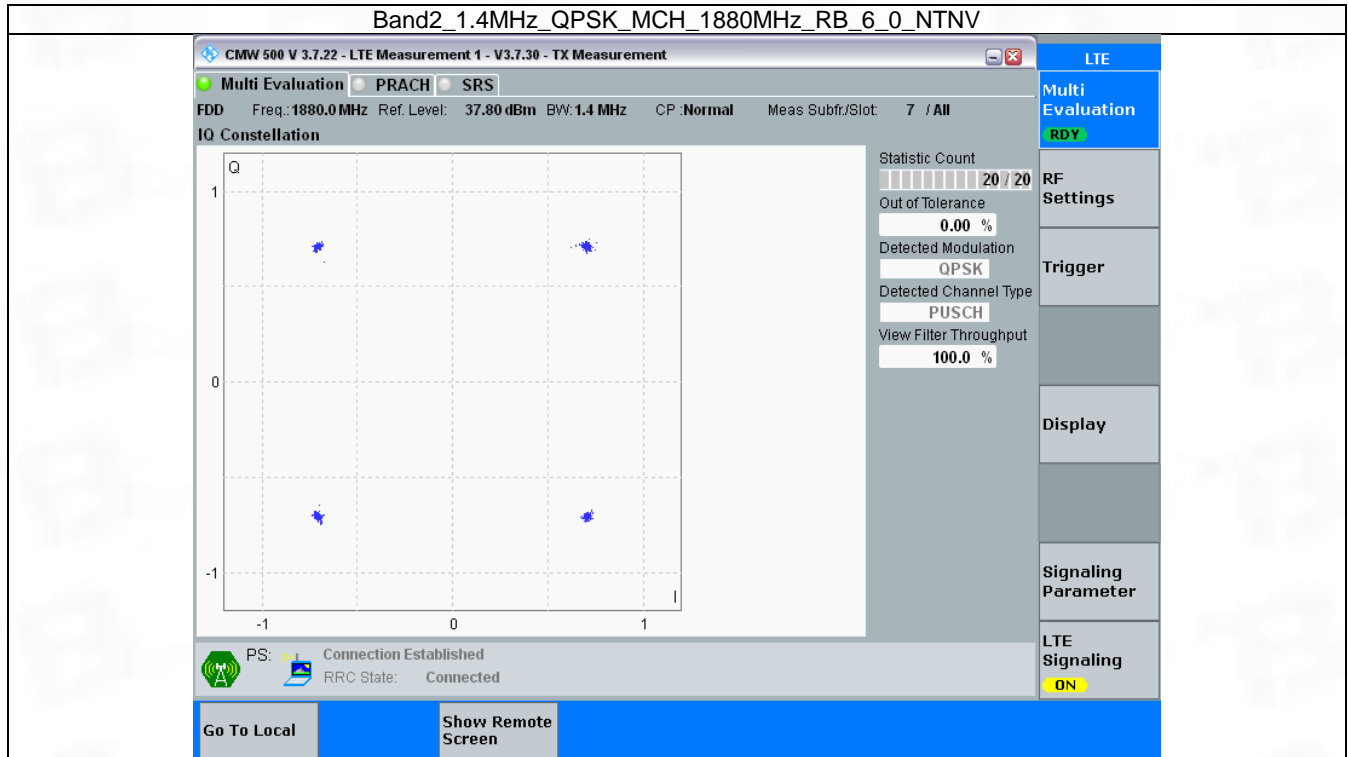 Band2_1.4MHz_QPSK_MCH_1880MHz_RB_6_0_NTNV
CMW 500 V 3.7.22 - LTE Measurement 1 - V3.7.30 - TX Measurement
LTE
Multi Evaluation PRACH SRS
FDD Freq.:1880.0 MHz Ref. Level: 37.80 dBm BW:1.4 MHz CP :Normal Meas Subfr./Slot: 7 / All
IQ Constellation
Q
1
0
-1
I
-1 0 1
Statistic Count
20 / 20
Out of Tolerance
0.00 %
Detected Modulation
QPSK
Detected Channel Type
PUSCH
View Filter Throughput
100.0 %
Multi
Evaluation
RDY
RF
Settings
Trigger
Display
Signaling
Parameter
LTE
Signaling
ON
PS: Connection Established
RRC State: Connected
Go To Local
Show Remote
Screen